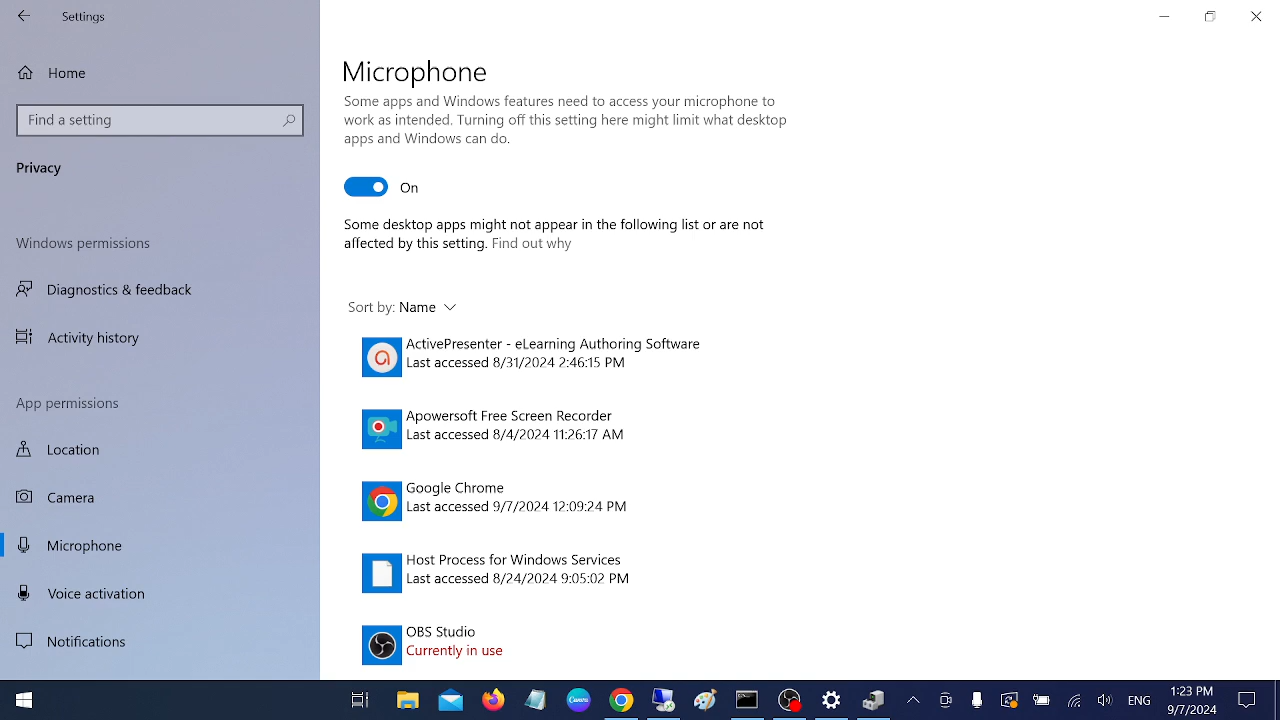 Settings
Home
Find a setting
Privacy
Windows permissions
Diagnostics & feedback
Activity history
App permissions
Location
Camera
Microphone
Voice activation
Notifications
Microphone
Some apps and Windows features need to access your microphone to
work as intended. Turning off this setting here might limit what desktop
apps and Windows can do.
On
Some desktop apps might not appear in the following list or are not
affected by this setting. Find out why
Sort by: Name
ActivePresenter - eLearning Authoring Software
Last accessed 8/31/2024 2:46:15 PM
Apowersoft Free Screen Recorder
Last accessed 8/4/2024 11:26:17 AM
Google Chrome
Last accessed 9/7/2024 12:09:24 PM
Host Process for Windows Services
Last accessed 8/24/2024 9:05:02 PM
OBS Studio
Currently in use
Canva
ENG
1:23 PM
9/7/2024